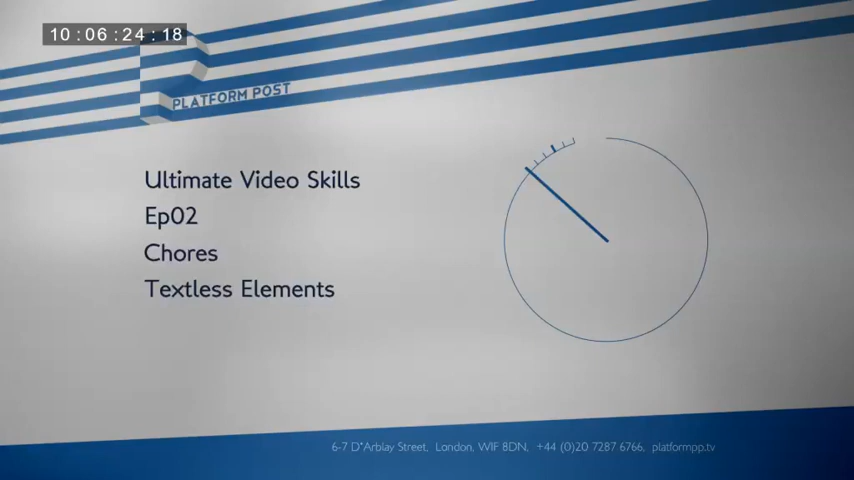 10:06:24:18
PLATFORM POST
Ultimate Video Skills
Ep02
Chores
Textless Elements
6-7 D'Arblay Street, London, W1F 8DN, +44 (0)20 7287 6766, platformpp.tv